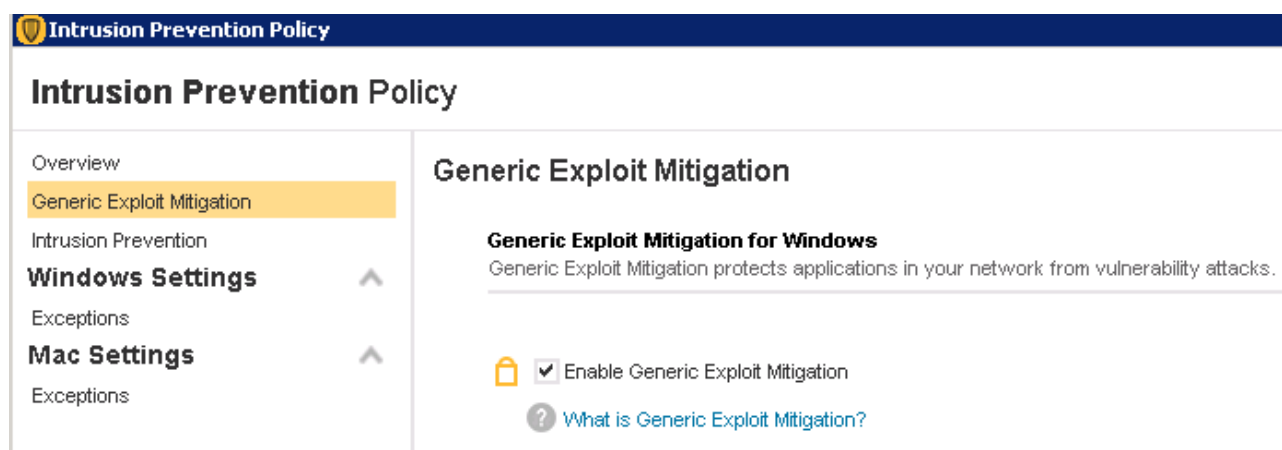 Intrusion Prevention Policy
Intrusion Prevention Policy
Overview
Generic Exploit Mitigation
Intrusion Prevention
Windows Settings
Exceptions
Mac Settings
Exceptions
Generic Exploit Mitigation
Generic Exploit Mitigation for Windows
Generic Exploit Mitigation protects applications in your network from vulnerability attacks.
Enable Generic Exploit Mitigation
? What is Generic Exploit Mitigation?